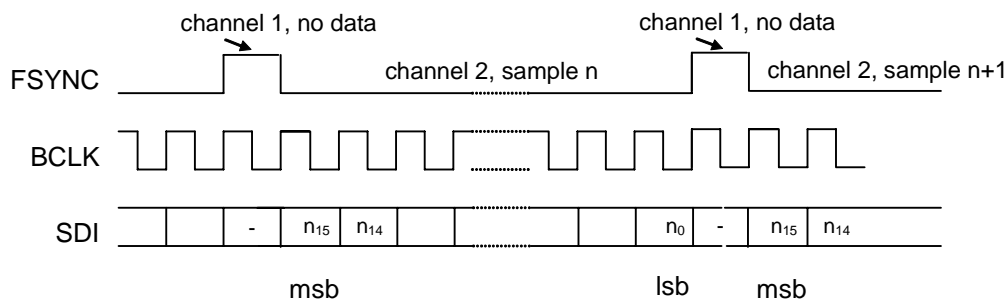 channel 1, no data
channel 1, no data
FSYNC
channel 2, sample n
channel 2, sample n+1
BCLK
SDI
-
n15
n14
n0
-
n15
n14
msb
lsb
msb